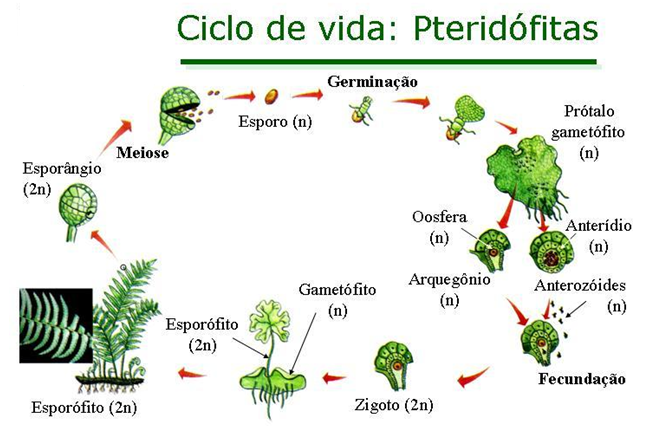 Ciclo de vida: Pteridófitas
Germinação
Esporo (n)
Prótalo
gametófito
(n)
Meiose
Esporângio
(2n)
Oosfera
(n)
Anterídio
(n)
Arquegônio
(n)
Anterozóides
(n)
Gametófito
(n)
Esporófito
(2n)
Fecundação
Zigoto (2n)
Esporófito (2n)